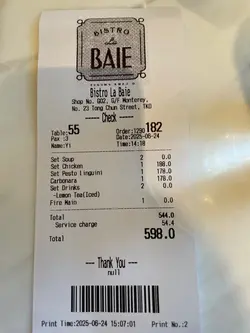 BISTRO
La
BAIE
Bistro La Baie
Shop No. G02, G/F Monterey,
No. 23 Tong Chun Street, TKO
Check
Table:55 Order:1290182
Pax :3 Date:2025-06-24
Name:Yi Time:14:18
Set Soup 2 0.0
Set Chicken 1 188.0
Set Pesto Linguini 1 178.0
Carbonara 1 178.0
Set Drinks 2 0.0
-Lemon Tea(Iced)
Fire Main 1 0.0
Total 544.0
Service charge 54.4
Total 598.0
Thank You
null
Print Time:2025-06-24 15:07:01 Print No.:2